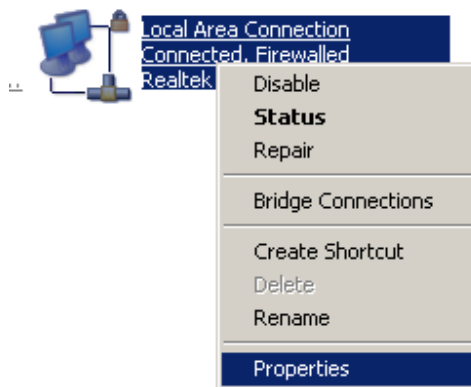 Local Area Connection
Connected, Firewalled
Realtek
Disable
Status
Repair
Bridge Connections
Create Shortcut
Delete
Rename
Properties